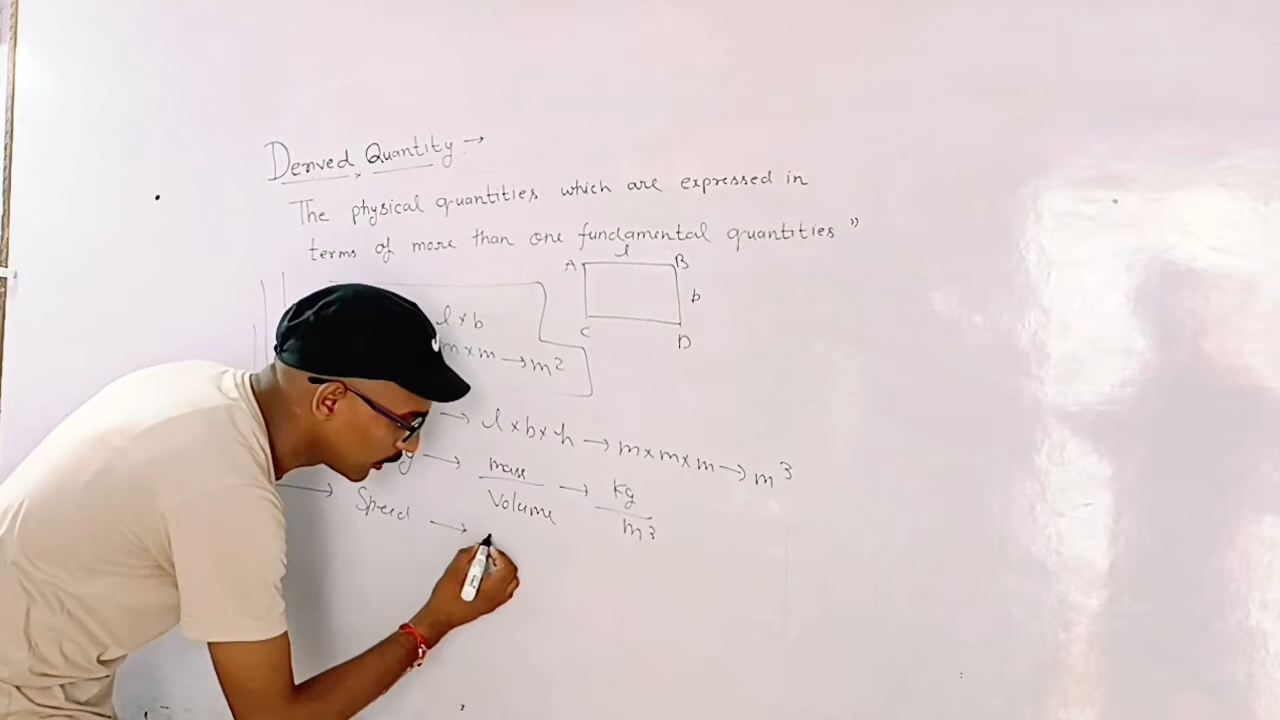 Derived Quantity →
The physical quantities which are expressed in
terms of more than one fundamental quantities”
A l B
b
C D
l × b
m × m → m²
→ l × b × h → m × m × m → m³
y → mass / Volume → kg / m³
→ Speed →